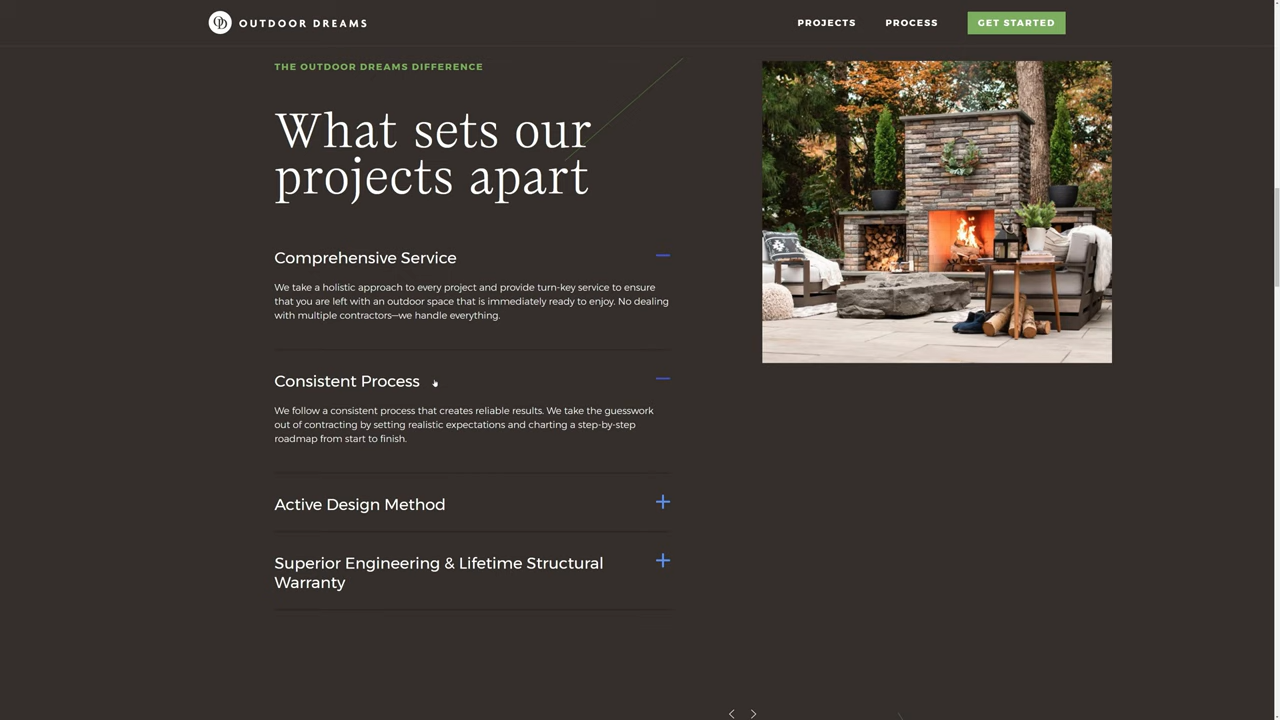 OUTDOOR DREAMS
PROJECTS
PROCESS
GET STARTED
THE OUTDOOR DREAMS DIFFERENCE
What sets our
projects apart
Comprehensive Service
We take a holistic approach to every project and provide turn-key service to ensure
that you are left with an outdoor space that is immediately ready to enjoy. No dealing
with multiple contractors—we handle everything.
Consistent Process
We follow a consistent process that creates reliable results. We take the guesswork
out of contracting by setting realistic expectations and charting a step-by-step
roadmap from start to finish.
Active Design Method
Superior Engineering & Lifetime Structural
Warranty